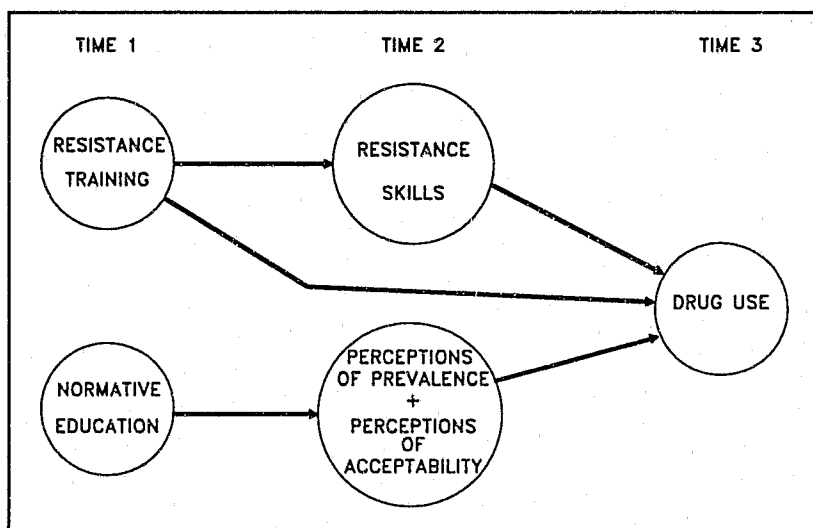 TIME 1
TIME 2
TIME 3
RESISTANCE
TRAINING
RESISTANCE
SKILLS
DRUG USE
NORMATIVE
EDUCATION
PERCEPTIONS
OF PREVALENCE
+
PERCEPTIONS
OF
ACCEPTABILITY